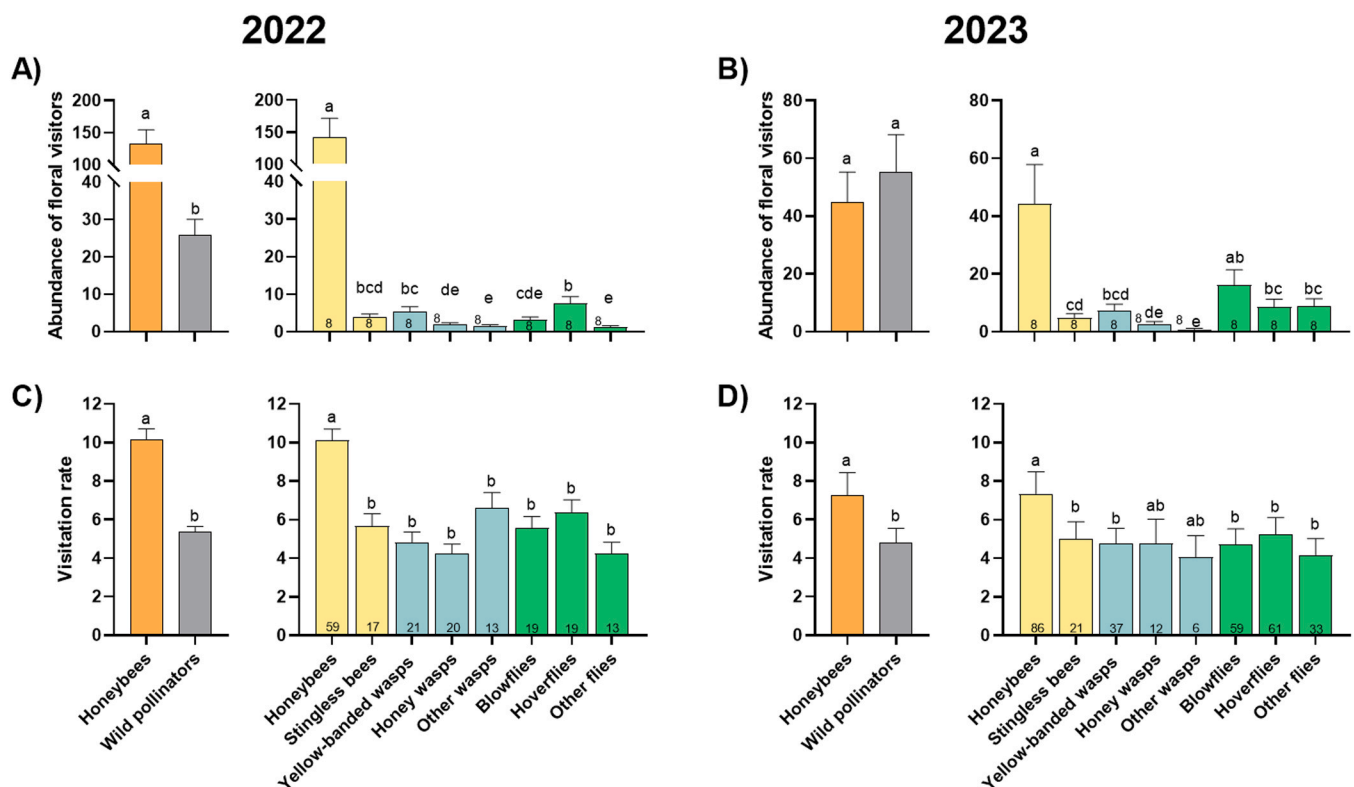 2022
2023
A)
Abundance of floral visitors
200
150
100
40
30
20
10
0
a
b
200
150
100
40
30
20
10
0
a
bcd
bc
de
e
cde
b
e
8
8
8
8
8
8
8
8
B)
Abundance of floral visitors
80
60
40
20
0
a
a
80
60
40
20
0
a
cd
bcd
de
e
ab
bc
bc
8
8
8
8
8
8
8
8
C)
Visitation rate
12
10
8
6
4
2
0
a
b
12
10
8
6
4
2
0
a
b
b
b
b
b
b
b
59
17
21
20
13
19
19
13
Honeybees
Wild pollinators
Honeybees
Stingless bees
Yellow-banded wasps
Honey wasps
Other wasps
Blowflies
Hoverflies
Other flies
D)
Visitation rate
12
10
8
6
4
2
0
a
b
12
10
8
6
4
2
0
a
b
b
ab
ab
b
b
b
86
21
37
12
6
59
61
33
Honeybees
Wild pollinators
Honeybees
Stingless bees
Yellow-banded wasps
Honey wasps
Other wasps
Blowflies
Hoverflies
Other flies